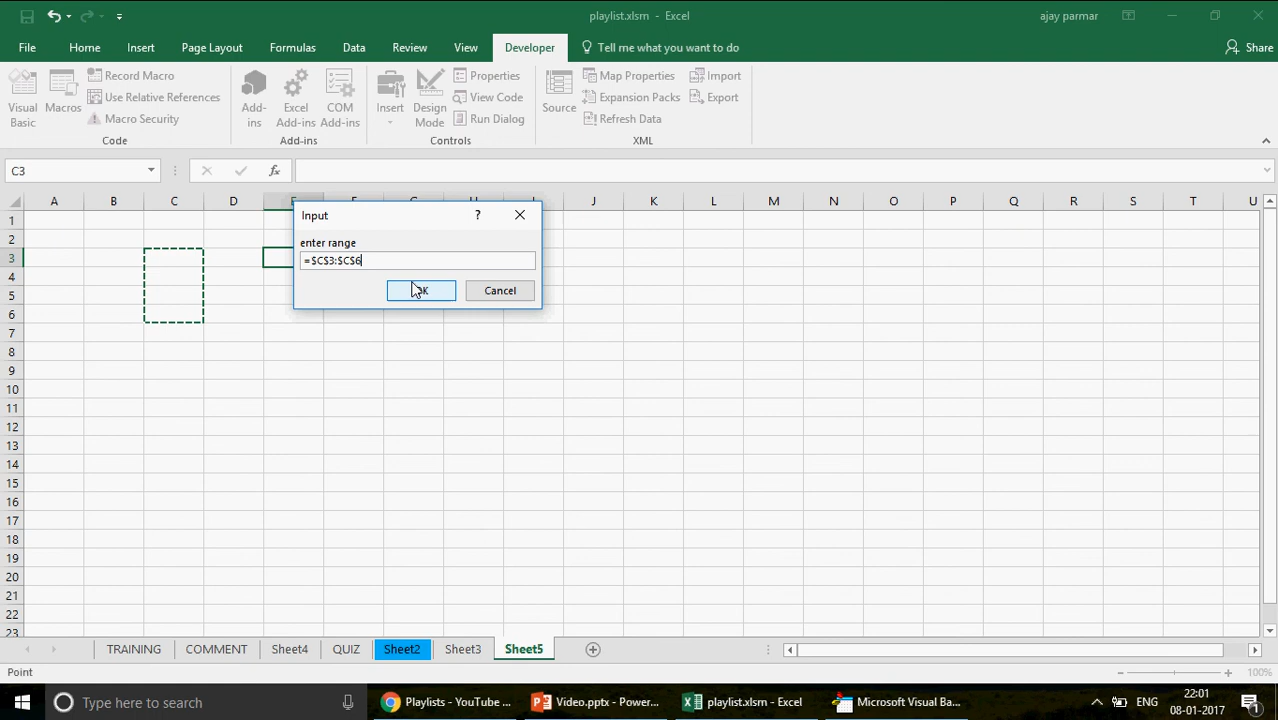 playlist.xlsm - Excel
ajay parmar
File Home Insert Page Layout Formulas Data Review View Developer Tell me what you want to do Share
Visual Basic
Macros
Record Macro
Use Relative References
Macro Security
Code
Add-ins
Excel Add-ins
COM Add-ins
Add-ins
Insert
Design Mode
Properties
View Code
Run Dialog
Controls
Source
Map Properties
Expansion Packs
Refresh Data
Import
Export
XML
C3
fx
A B C D E F G H I J K L M N O P Q R S T U
Input ? ×
enter range
=$C$3:$C$6
OK Cancel
1
2
3
4
5
6
7
8
9
10
11
12
13
14
15
16
17
18
19
20
21
22
23
TRAINING COMMENT Sheet4 QUIZ Sheet2 Sheet3 Sheet5
Point
100%
Type here to search
Playlists - YouTube ...
Video.pptx - Power...
playlist.xlsm - Excel
Microsoft Visual Ba...
ENG
22:01
08-01-2017